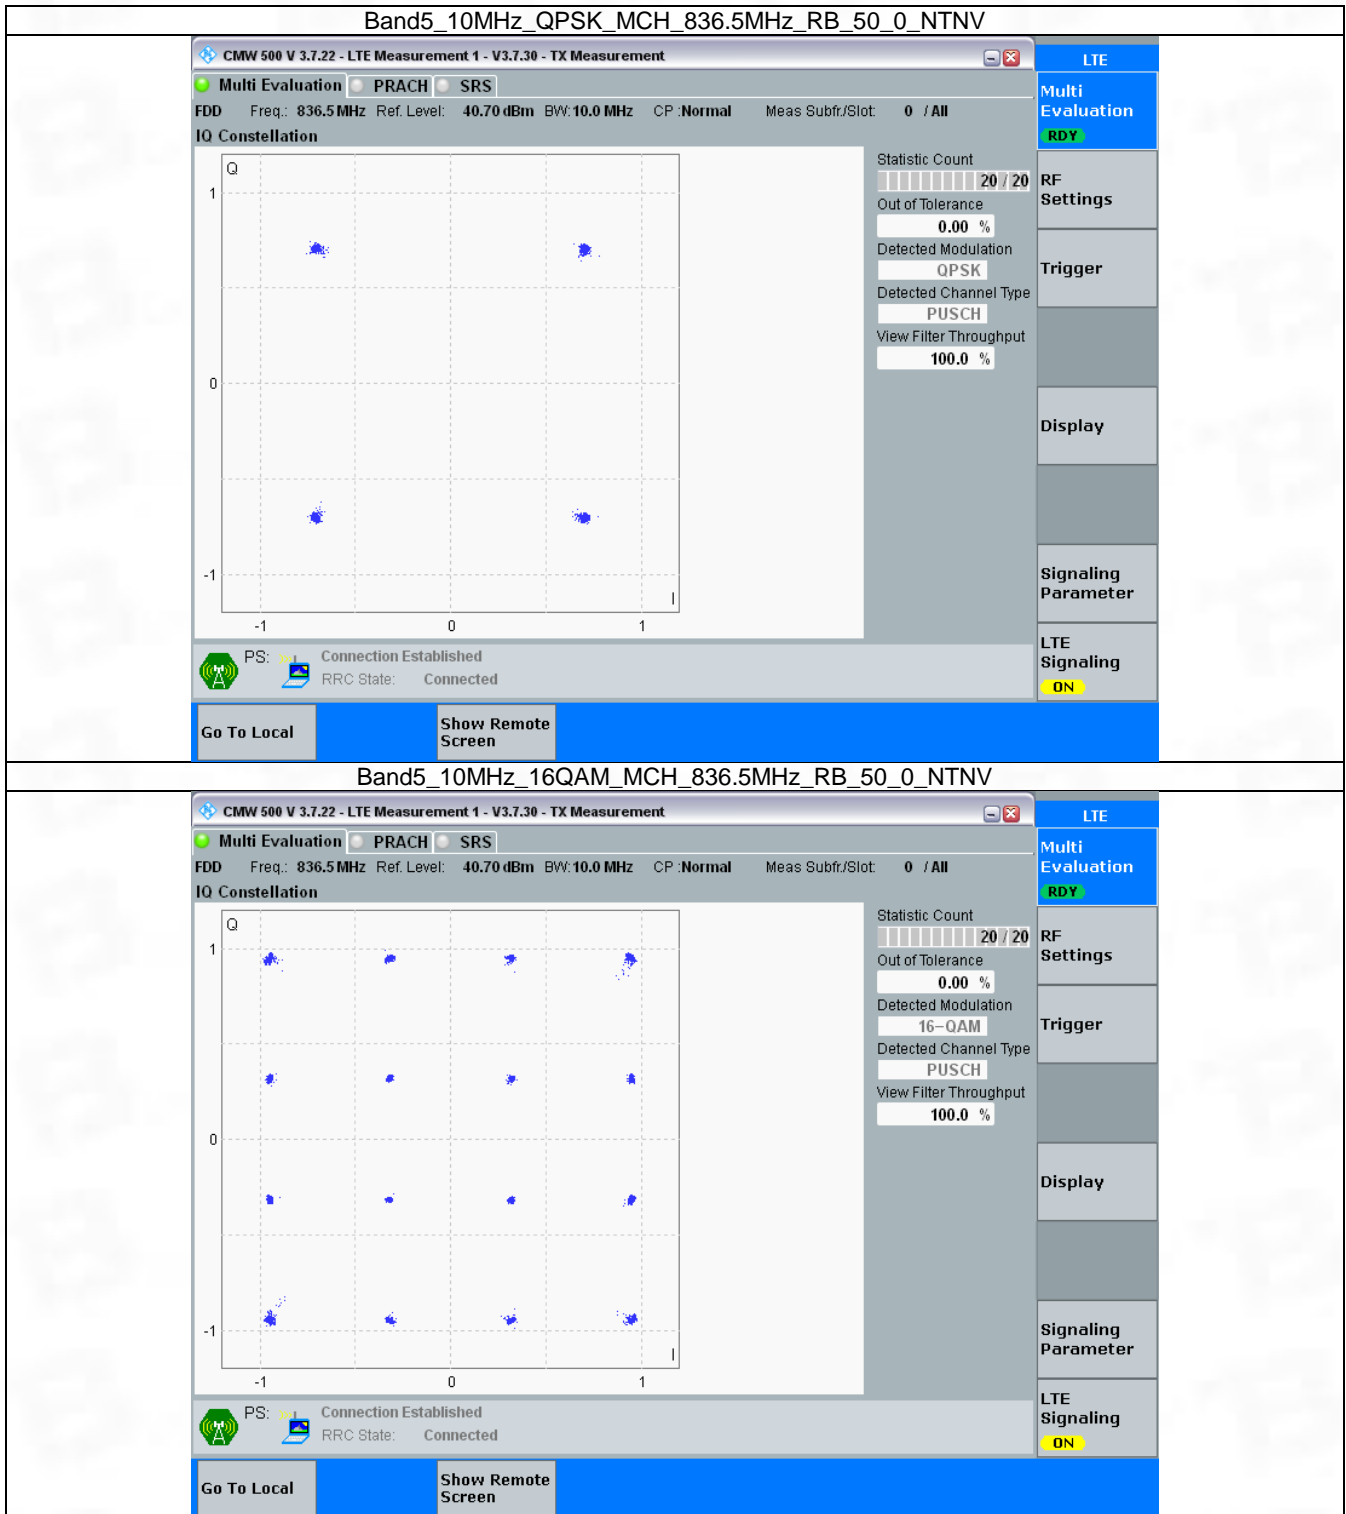 Band5_10MHz_QPSK_MCH_836.5MHz_RB_50_0_NTNV
CMW 500 V 3.7.22 - LTE Measurement 1 - V3.7.30 - TX Measurement
LTE
Multi Evaluation PRACH SRS
FDD Freq.: 836.5 MHz Ref. Level: 40.70 dBm BW: 10.0 MHz CP : Normal Meas Subfr./Slot: 0 / All
IQ Constellation
Q
1
0
-1
I
-1 0 1
Statistic Count
20 / 20
Out of Tolerance
0.00 %
Detected Modulation
QPSK
Detected Channel Type
PUSCH
View Filter Throughput
100.0 %
Multi
Evaluation
RDY
RF
Settings
Trigger
Display
Signaling
Parameter
LTE
Signaling
ON
PS: Connection Established
RRC State: Connected
Go To Local
Show Remote
Screen
Band5_10MHz_16QAM_MCH_836.5MHz_RB_50_0_NTNV
CMW 500 V 3.7.22 - LTE Measurement 1 - V3.7.30 - TX Measurement
LTE
Multi Evaluation PRACH SRS
FDD Freq.: 836.5 MHz Ref. Level: 40.70 dBm BW: 10.0 MHz CP : Normal Meas Subfr./Slot: 0 / All
IQ Constellation
Q
1
0
-1
I
-1 0 1
Statistic Count
20 / 20
Out of Tolerance
0.00 %
Detected Modulation
16-QAM
Detected Channel Type
PUSCH
View Filter Throughput
100.0 %
Multi
Evaluation
RDY
RF
Settings
Trigger
Display
Signaling
Parameter
LTE
Signaling
ON
PS: Connection Established
RRC State: Connected
Go To Local
Show Remote
Screen